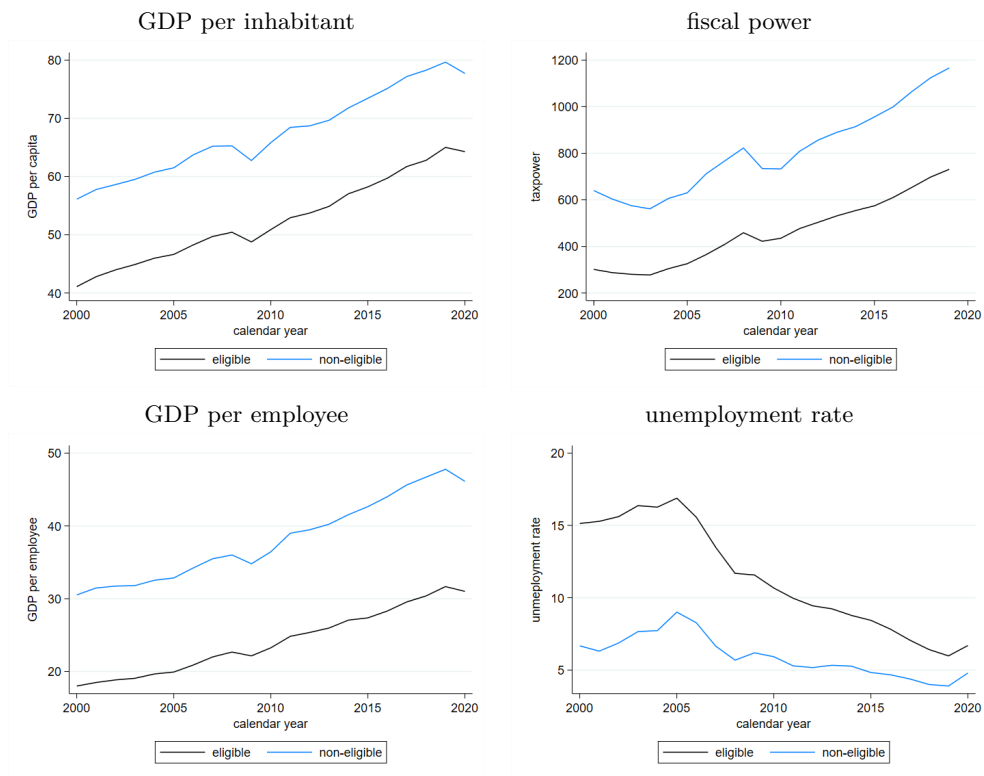 GDP per inhabitant
GDP per capita
80
70
60
50
40
2000 2005 2010 2015 2020
calendar year
eligible non-eligible
fiscal power
taxpower
1200
1000
800
600
400
200
2000 2005 2010 2015 2020
calendar year
eligible non-eligible
GDP per employee
GDP per employee
50
40
30
20
2000 2005 2010 2015 2020
calendar year
eligible non-eligible
unemployment rate
unmeployment rate
20
15
10
5
2000 2005 2010 2015 2020
calendar year
eligible non-eligible